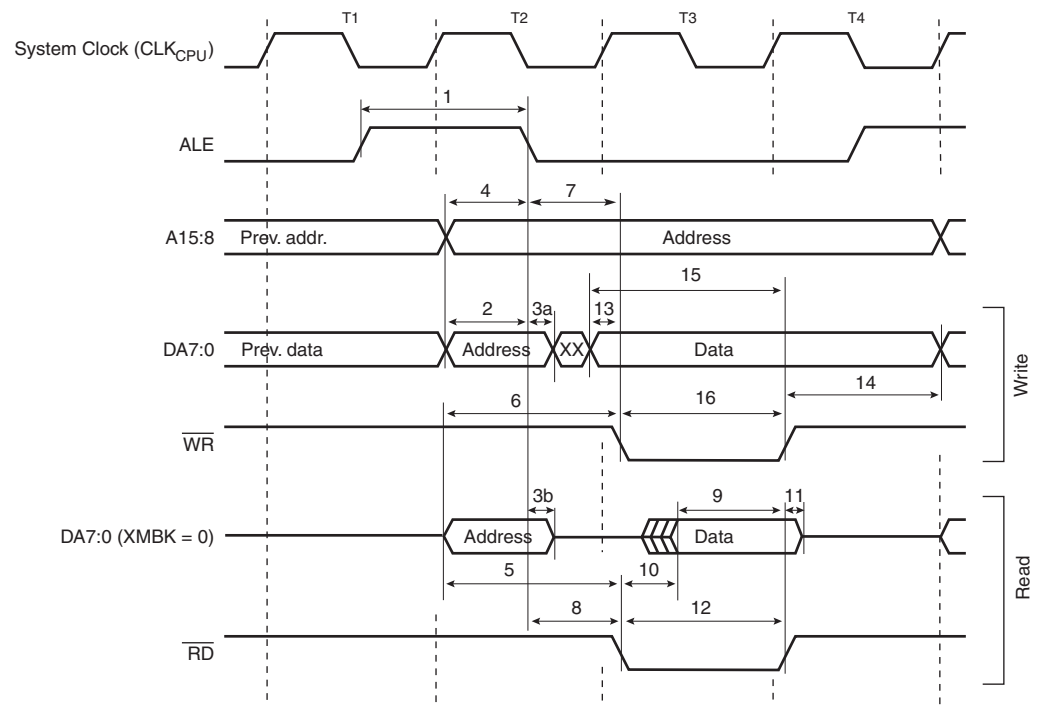 T1 T2 T3 T4
System Clock (CLKCPU)
1
ALE
4 7
A15:8 Prev. addr. Address
15
2 3a 13
DA7:0 Prev. data Address XX Data
14
6 16
WR
Write
3b 9 11
DA7:0 (XMBK = 0) Address Data
5 10
Read
8 12
RD